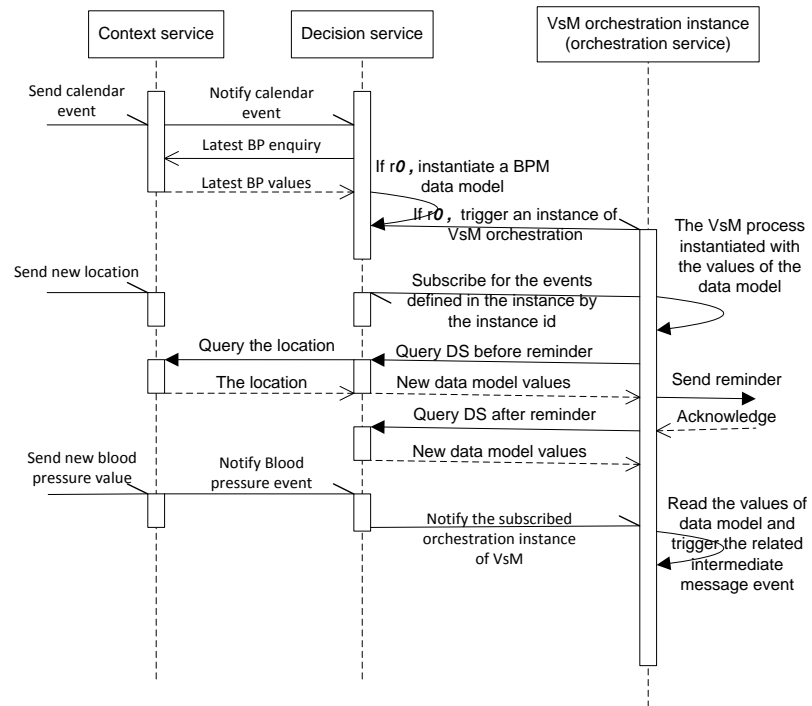 Context service
Decision service
VsM orchestration instance
(orchestration service)
Send calendar
event
Notify calendar
event
Latest BP enquiry
Latest BP values
If r0 , instantiate a BPM
data model
If r0 , trigger an instance of
VsM orchestration
The VsM process
instantiated with
the values of the
data model
Send new location
Subscribe for the events
defined in the instance by
the instance id
Query the location
Query DS before reminder
The location
New data model values
Send reminder
Query DS after reminder
Acknowledge
New data model values
Send new blood
pressure value
Notify Blood
pressure event
Notify the subscribed
orchestration instance
of VsM
Read the values of
data model and
trigger the related
intermediate
message event